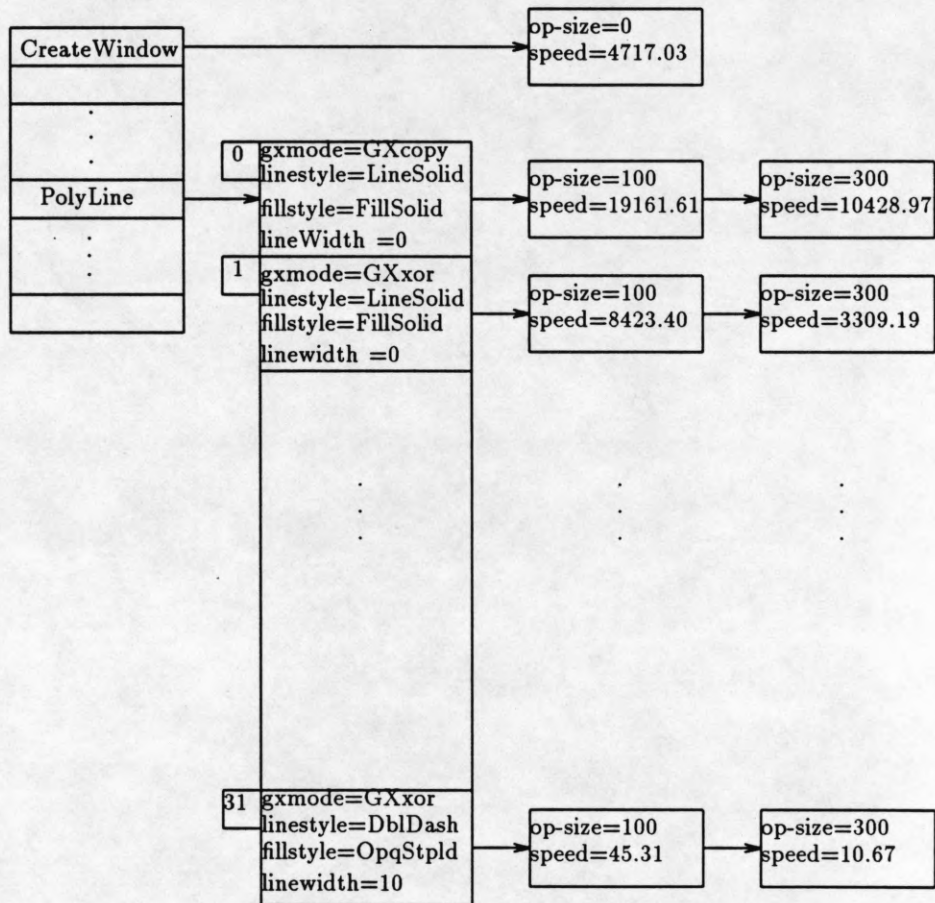 CreateWindow
op-size=0
speed=4717.03
PolyLine
0
gxmode=GXcopy
linestyle=LineSolid
fillstyle=FillSolid
lineWidth =0
op-size=100
speed=19161.61
op-size=300
speed=10428.97
1
gxmode=GXxor
linestyle=LineSolid
fillstyle=FillSolid
linewidth =0
op-size=100
speed=8423.40
op-size=300
speed=3309.19
31
gxmode=GXxor
linestyle=DblDash
fillstyle=OpqStpld
linewidth=10
op-size=100
speed=45.31
op-size=300
speed=10.67